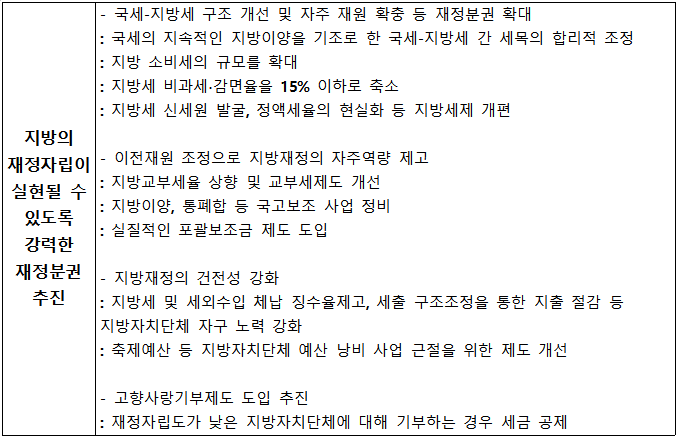 지방의
재정자립이
실현될 수
있도록
강력한
재정분권
추진
- 국세-지방세 구조 개선 및 자주 재원 확충 등 재정분권 확대
: 국세의 지속적인 지방이양을 기조로 한 국세-지방세 간 세목의 합리적 조정
: 지방 소비세의 규모를 확대
: 지방세 비과세·감면율을 15% 이하로 축소
: 지방세 신세원 발굴, 정액세율의 현실화 등 지방세제 개편
- 이전재원 조정으로 지방재정의 자주역량 제고
: 지방교부세율 상향 및 교부세제도 개선
: 지방이양, 통폐합 등 국고보조 사업 정비
: 실질적인 포괄보조금 제도 도입
- 지방재정의 건전성 강화
: 지방세 및 세외수입 체납 징수율제고, 세출 구조조정을 통한 지출 절감 등
지방자치단체 자구 노력 강화
: 축제예산 등 지방자치단체 예산 낭비 사업 근절을 위한 제도 개선
- 고향사랑기부제도 도입 추진
: 재정자립도가 낮은 지방자치단체에 대해 기부하는 경우 세금 공제